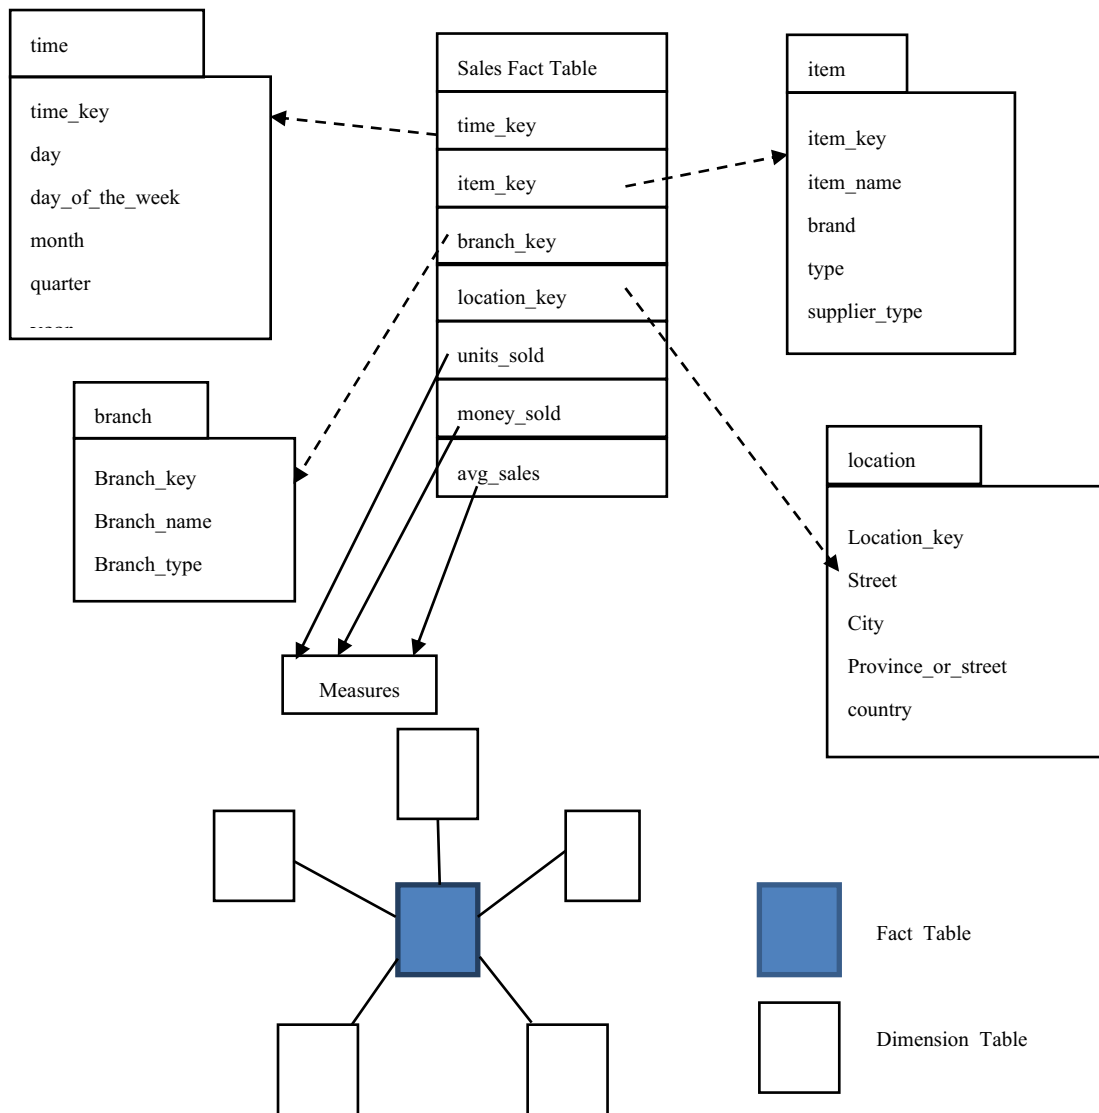 time
time_key
day
day_of_the_week
month
quarter
Sales Fact Table
time_key
item_key
branch_key
location_key
units_sold
money_sold
avg_sales
item
item_key
item_name
brand
type
supplier_type
branch
Branch_key
Branch_name
Branch_type
location
Location_key
Street
City
Province_or_street
country
Measures
Fact Table
Dimension Table